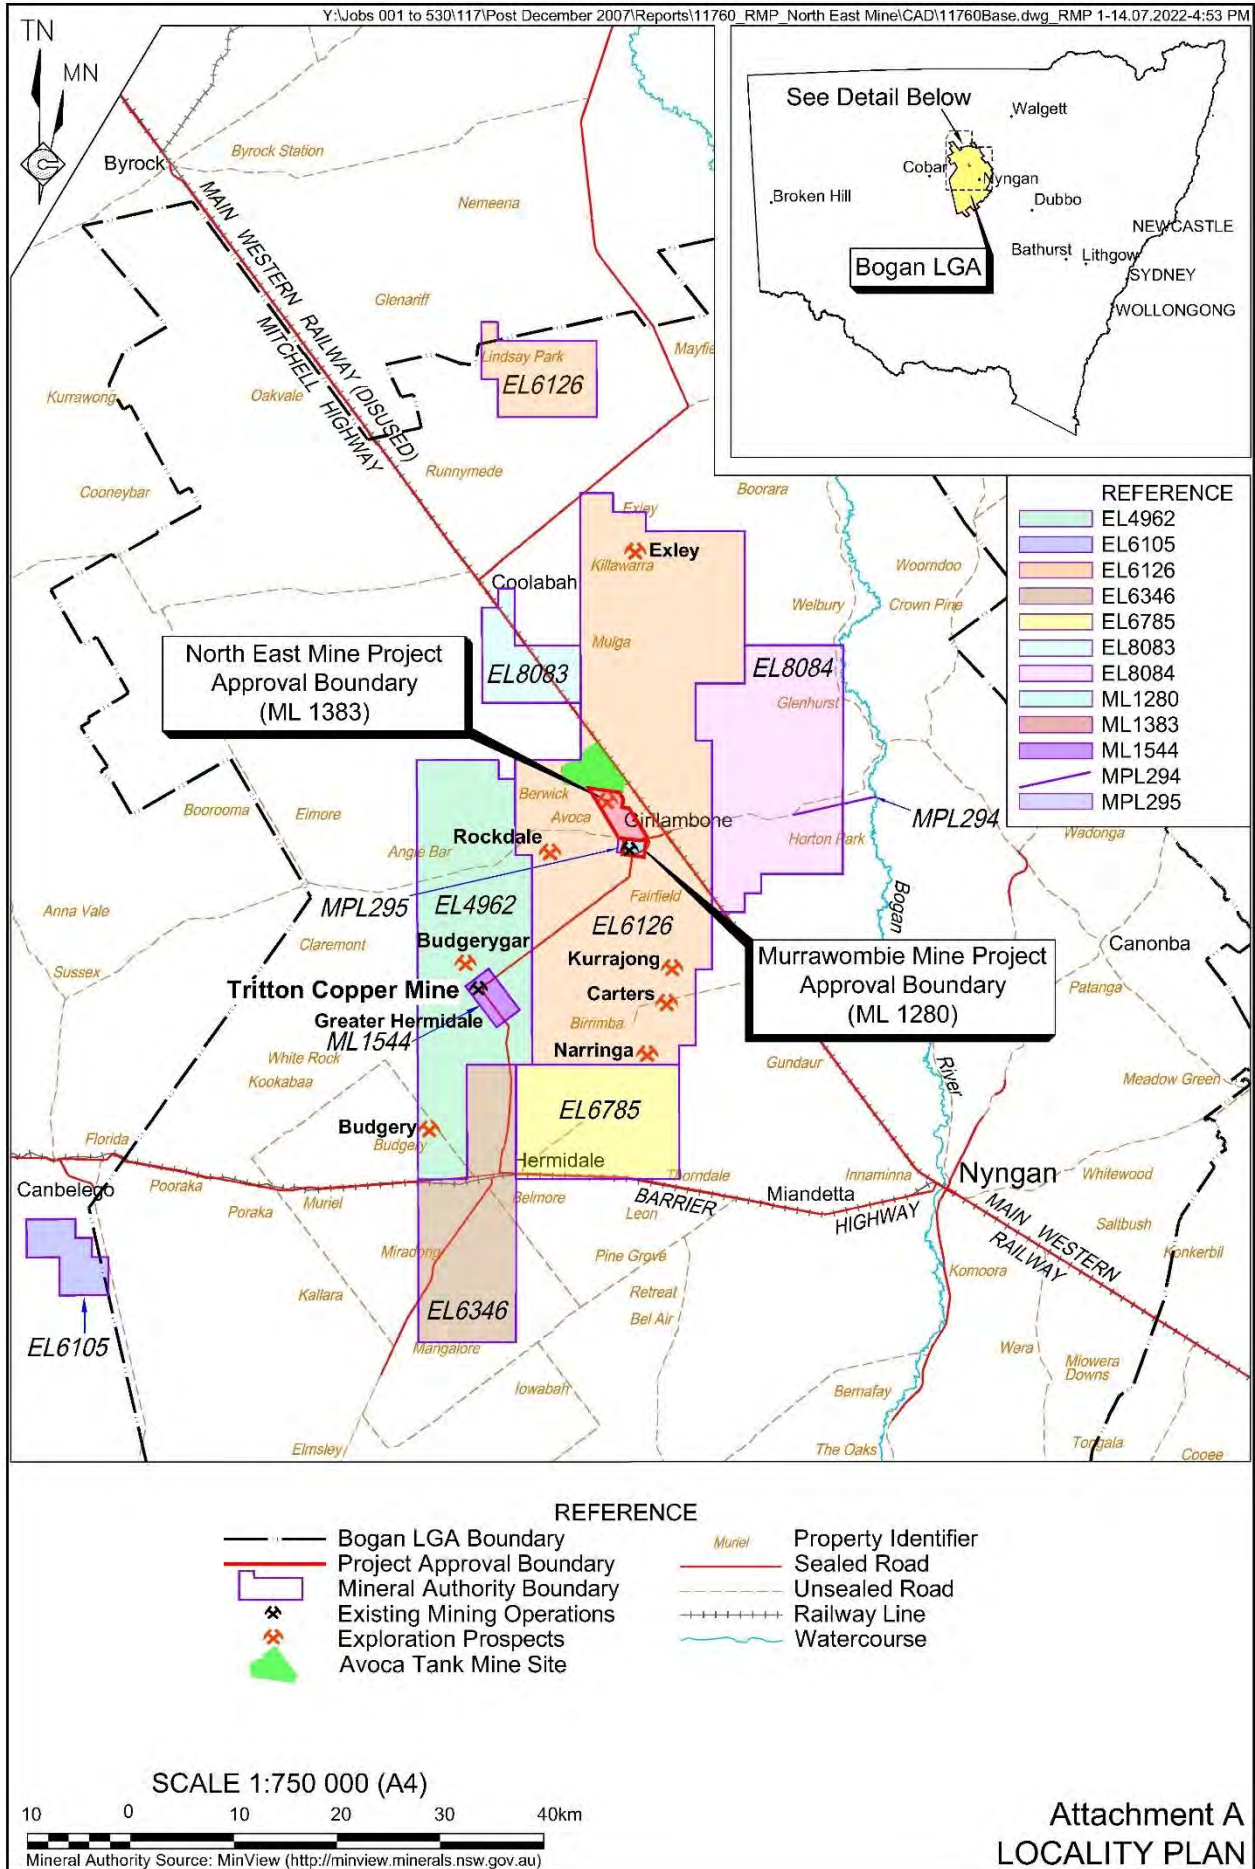 Y:\Jobs 001 to 530\117\Post December 2007\Reports\11760_RMP_North East Mine\CAD\11760Base.dwg_RMP 1-14.07.2022-4:53 PM
TN
MN
See Detail Below
Walgett
Cobar
Nyngan
Broken Hill
Dubbo
NEWCASTLE
Bathurst
Lithgow
SYDNEY
WOLLONGONG
Bogan LGA
Byrock
Byrock Station
Nemeena
MAIN WESTERN RAILWAY (DISUSED)
MITCHELL HIGHWAY
Glenariff
Lindsay Park
EL6126
Kurrawong
Oakvale
Runnymede
Cooneybar
Boorara
REFERENCE
EL4962
EL6105
EL6126
EL6346
EL6785
EL8083
EL8084
ML1280
ML1383
ML1544
MPL294
MPL295
Exley
Exley
Killawarra
Coolabah
Woorndoo
Welbury
Crown Pine
Mulga
North East Mine Project
Approval Boundary
(ML 1383)
EL8083
EL8084
Glenhurst
Berwick
Avoca
Girilambone
Boorooma
Elmore
Rockdale
Angle Bar
Horton Park
MPL294
Wadonga
MPL295
EL4962
Fairfield
EL6126
Bogan
Anna Vale
Claremont
Budgerygar
Kurrajong
Canonba
Murrawombie Mine Project
Approval Boundary
(ML 1280)
Sussex
Tritton Copper Mine
Carters
Patanga
Greater Hermidale
Birrimba
ML1544
Narringa
White Rock
Kookabaa
Gundaur
River
Meadow Green
EL6785
Budgery
Budgery
Florida
Hermidale
Thorndale
Innaminna
Nyngan
Whitewood
Canbelego
Pooraka
Muriel
Belmore
BARRIER
HIGHWAY
Miandetta
Poraka
Leon
MAIN WESTERN
RAILWAY
Saltbush
Konkerbil
Miradong
Pine Grove
Komoora
Kallara
Retreat
Bel Air
EL6346
EL6105
Mangalore
Wera
Miowera
Downs
Iowabah
Bernafay
Elmsley
The Oaks
Tongala
Cooee
REFERENCE
Bogan LGA Boundary
Project Approval Boundary
Mineral Authority Boundary
Existing Mining Operations
Exploration Prospects
Avoca Tank Mine Site
Muriel
Property Identifier
Sealed Road
Unsealed Road
Railway Line
Watercourse
SCALE 1:750 000 (A4)
10 0 10 20 30 40km
Mineral Authority Source: MinView (http://minview.minerals.nsw.gov.au)
Attachment A
LOCALITY PLAN